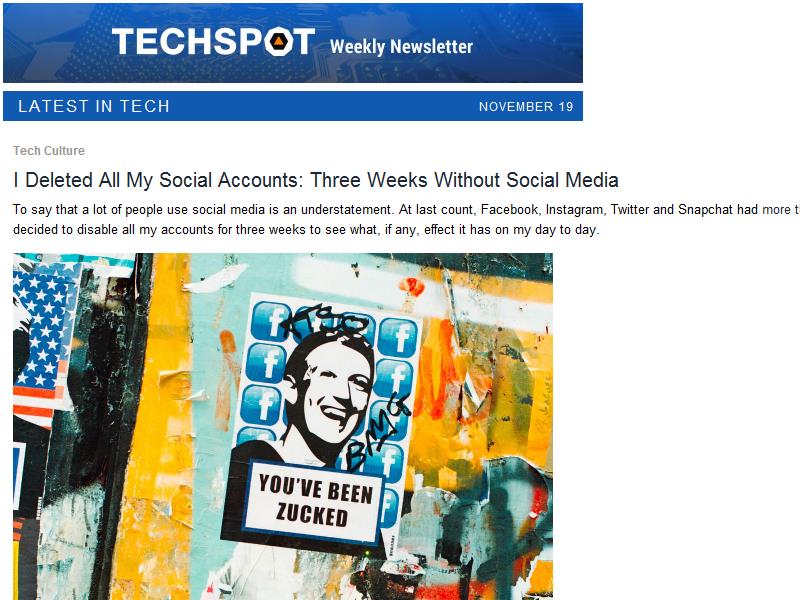 TECHSPOT Weekly Newsletter
LATEST IN TECH NOVEMBER 19
Tech Culture
I Deleted All My Social Accounts: Three Weeks Without Social Media
To say that a lot of people use social media is an understatement. At last count, Facebook, Instagram, Twitter and Snapchat had more t
decided to disable all my accounts for three weeks to see what, if any, effect it has on my day to day.
YOU'VE BEEN
ZUCKED